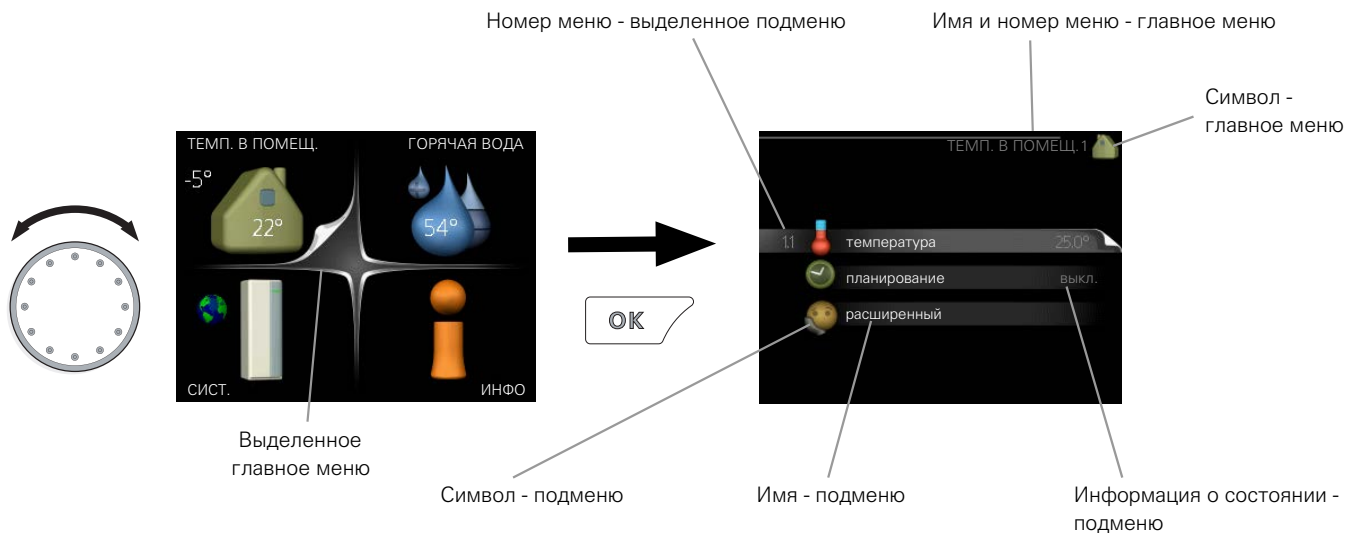 Номер меню - выделенное подменю
Имя и номер меню - главное меню
Символ -
главное меню
ТЕМП. В ПОМЕЩ.
ГОРЯЧАЯ ВОДА
-5°
22°
54°
СИСТ.
ИНФО
OK
ТЕМП. В ПОМЕЩ.1
1.1 температура 25.0°
планирование выкл.
расширенный
Выделенное
главное меню
Символ - подменю
Имя - подменю
Информация о состоянии -
подменю